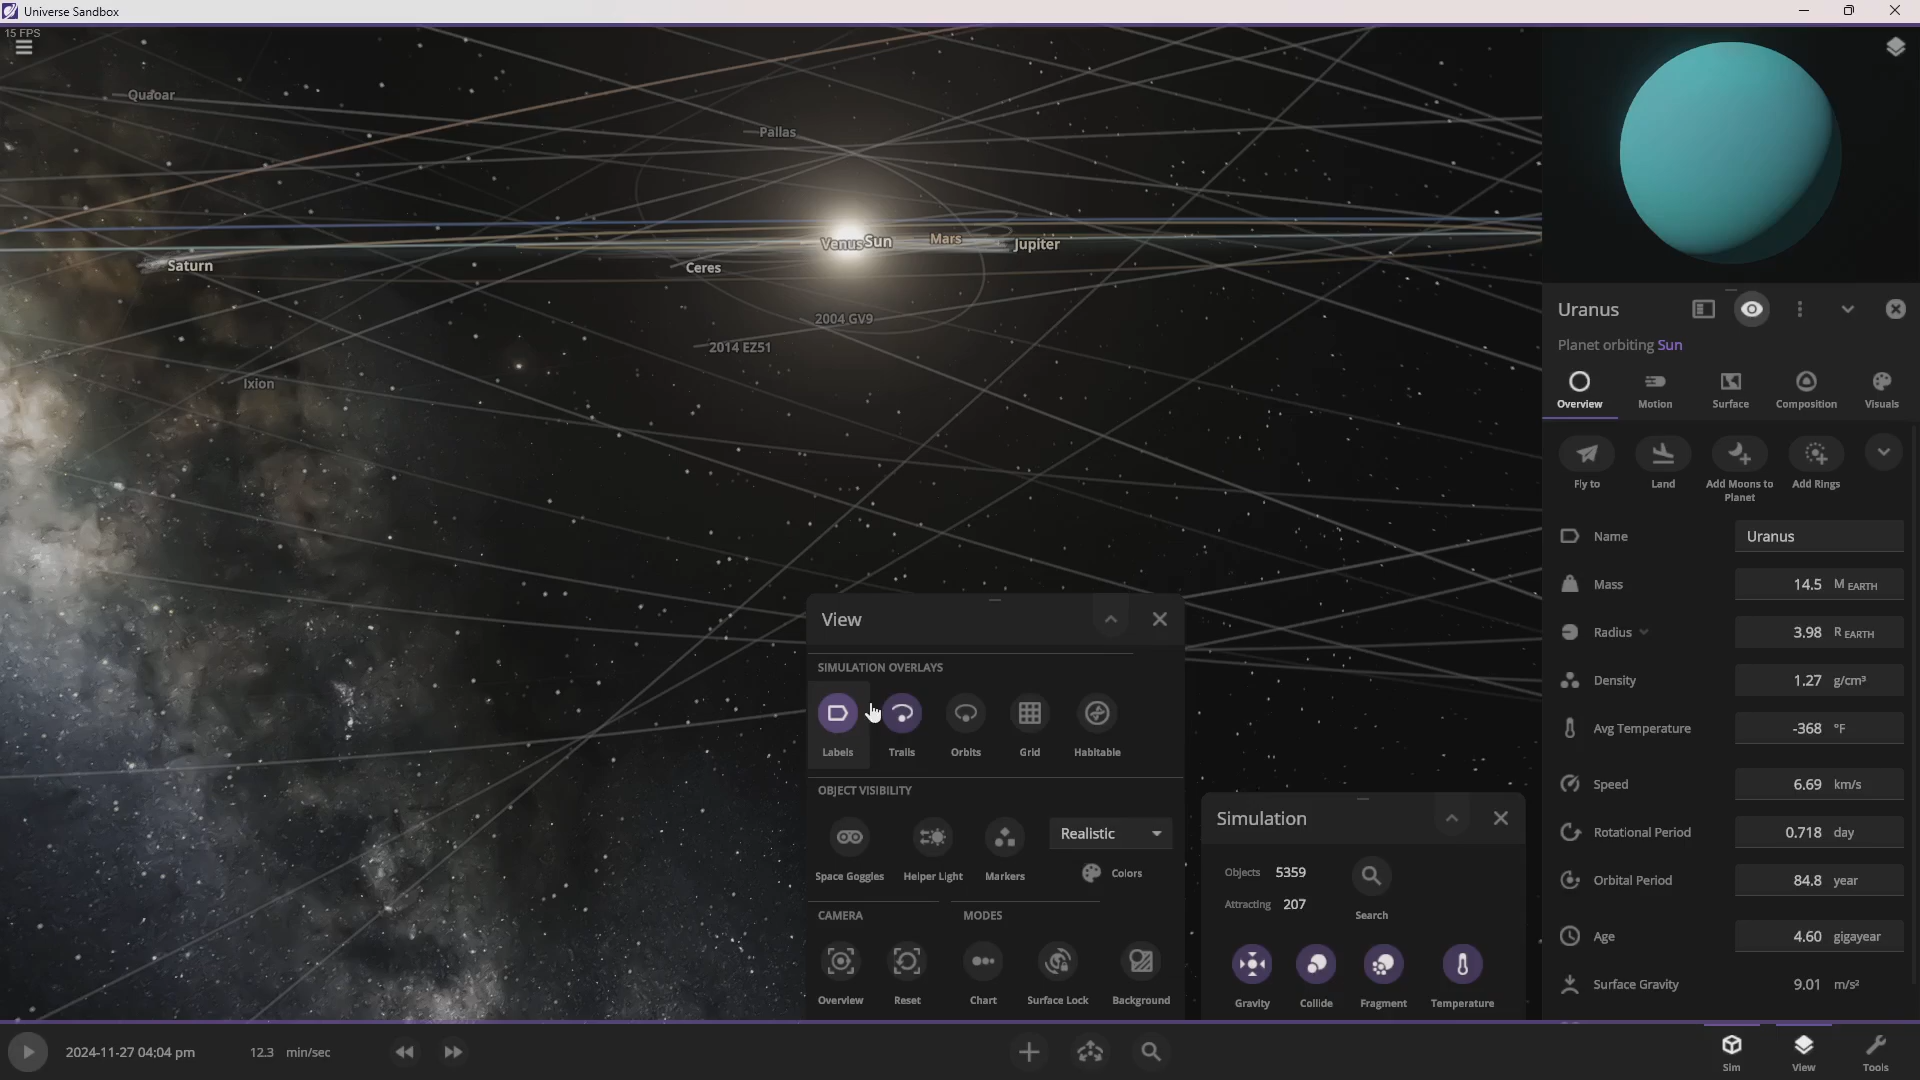 Universe Sandbox
15 FPS
Quaoar
Pallas
Venus Sun
Mars
Jupiter
Saturn
Ceres
2004 GV9
2014 EZ51
Ixion
Uranus
Planet orbiting Sun
Overview Motion Surface Composition Visuals
Fly to Land Add Moons to Planet Add Rings
Name Uranus
Mass 14.5 M EARTH
Radius 3.98 R EARTH
Density 1.27 g/cm³
Avg Temperature -368 °F
Speed 6.69 km/s
Rotational Period 0.718 day
Orbital Period 84.8 year
Age 4.60 gigayear
Surface Gravity 9.01 m/s²
View
SIMULATION OVERLAYS
Labels Trails Orbits Grid Habitable
OBJECT VISIBILITY
Realistic
Space Goggles Helper Light Markers Colors
CAMERA MODES
Overview Reset Chart Surface Lock Background
Simulation
Objects 5359
Attracting 207
Search
Gravity Collide Fragment Temperature
2024-11-27 04:04 pm 12.3 min/sec
Sim View Tools